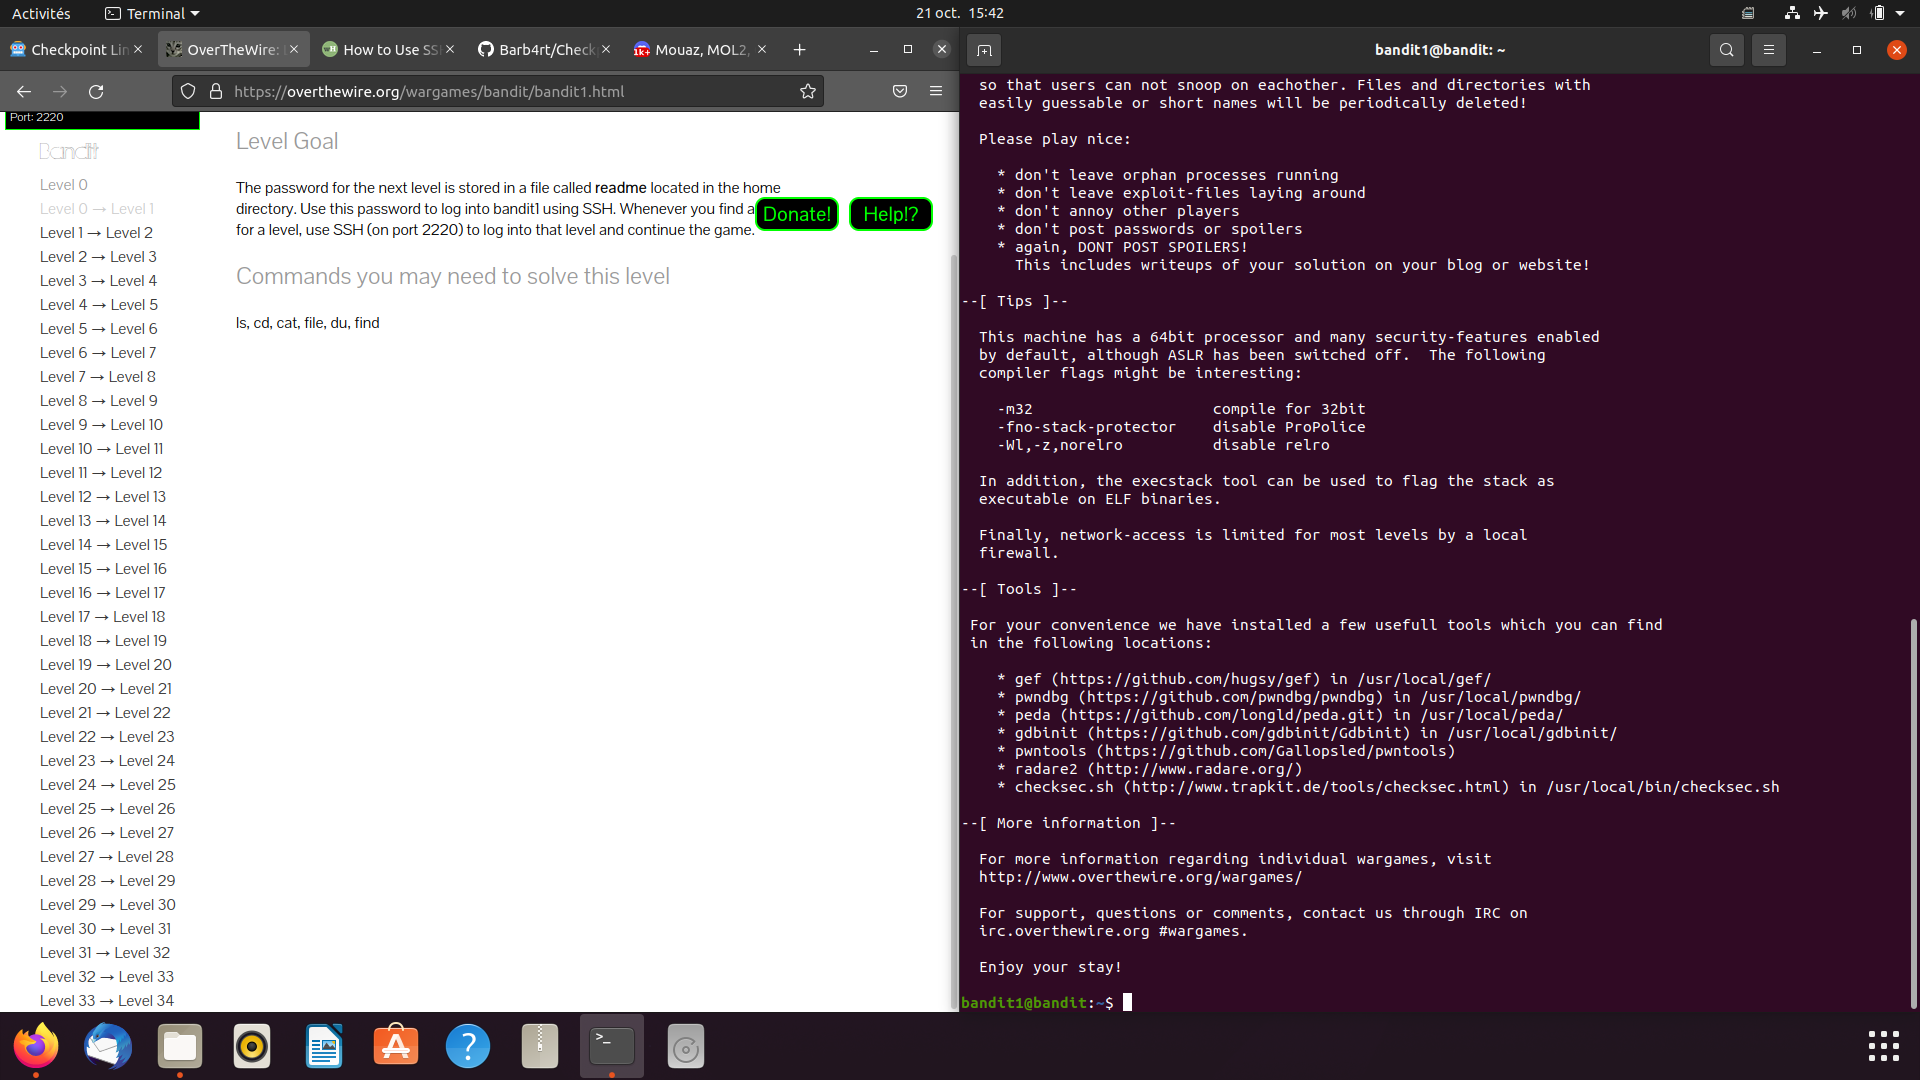 Activités
Terminal
21 oct. 15:42
Checkpoint Lin
OverTheWire:
How to Use SS
Barb4rt/Check
Mouaz, MOL2,
https://overthewire.org/wargames/bandit/bandit1.html
Port: 2220
Bandit
Level 0
Level 0 → Level 1
Level 1 → Level 2
Level 2 → Level 3
Level 3 → Level 4
Level 4 → Level 5
Level 5 → Level 6
Level 6 → Level 7
Level 7 → Level 8
Level 8 → Level 9
Level 9 → Level 10
Level 10 → Level 11
Level 11 → Level 12
Level 12 → Level 13
Level 13 → Level 14
Level 14 → Level 15
Level 15 → Level 16
Level 16 → Level 17
Level 17 → Level 18
Level 18 → Level 19
Level 19 → Level 20
Level 20 → Level 21
Level 21 → Level 22
Level 22 → Level 23
Level 23 → Level 24
Level 24 → Level 25
Level 25 → Level 26
Level 26 → Level 27
Level 27 → Level 28
Level 28 → Level 29
Level 29 → Level 30
Level 30 → Level 31
Level 31 → Level 32
Level 32 → Level 33
Level 33 → Level 34
Level Goal
The password for the next level is stored in a file called readme located in the home
directory. Use this password to log into bandit1 using SSH. Whenever you find a
for a level, use SSH (on port 2220) to log into that level and continue the game.
Donate!
Help!?
Commands you may need to solve this level
ls, cd, cat, file, du, find
bandit1@bandit: ~
so that users can not snoop on eachother. Files and directories with
easily guessable or short names will be periodically deleted!
Please play nice:
* don't leave orphan processes running
* don't leave exploit-files laying around
* don't annoy other players
* don't post passwords or spoilers
* again, DONT POST SPOILERS!
This includes writeups of your solution on your blog or website!
--[ Tips ]--
This machine has a 64bit processor and many security-features enabled
by default, although ASLR has been switched off.  The following
compiler flags might be interesting:
-m32                    compile for 32bit
-fno-stack-protector    disable ProPolice
-Wl,-z,norelro          disable relro
In addition, the execstack tool can be used to flag the stack as
executable on ELF binaries.
Finally, network-access is limited for most levels by a local
firewall.
--[ Tools ]--
For your convenience we have installed a few usefull tools which you can find
in the following locations:
* gef (https://github.com/hugsy/gef) in /usr/local/gef/
* pwndbg (https://github.com/pwndbg/pwndbg) in /usr/local/pwndbg/
* peda (https://github.com/longld/peda.git) in /usr/local/peda/
* gdbinit (https://github.com/gdbinit/Gdbinit) in /usr/local/gdbinit/
* pwntools (https://github.com/Gallopsled/pwntools)
* radare2 (http://www.radare.org/)
* checksec.sh (http://www.trapkit.de/tools/checksec.html) in /usr/local/bin/checksec.sh
--[ More information ]--
For more information regarding individual wargames, visit
http://www.overthewire.org/wargames/
For support, questions or comments, contact us through IRC on
irc.overthewire.org #wargames.
Enjoy your stay!
bandit1@bandit:~$